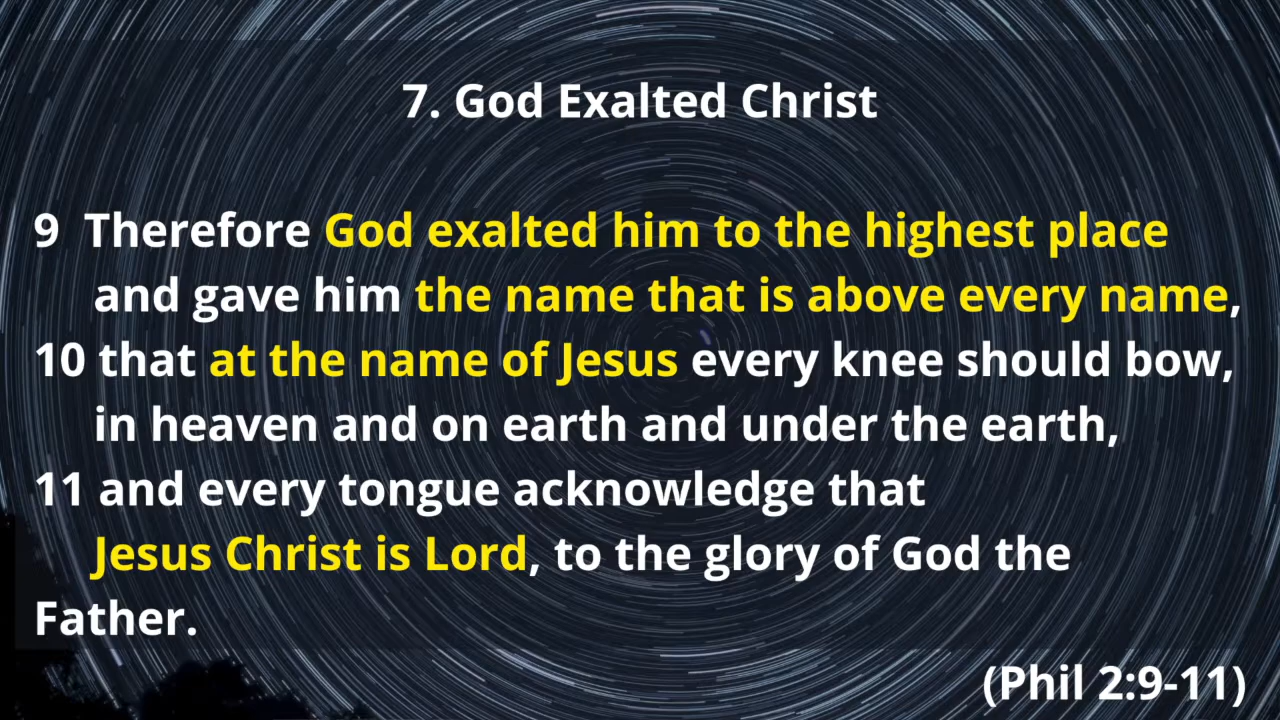 7. God Exalted Christ
9 Therefore God exalted him to the highest place
and gave him the name that is above every name,
10 that at the name of Jesus every knee should bow,
in heaven and on earth and under the earth,
11 and every tongue acknowledge that
Jesus Christ is Lord, to the glory of God the
Father.
(Phil 2:9-11)